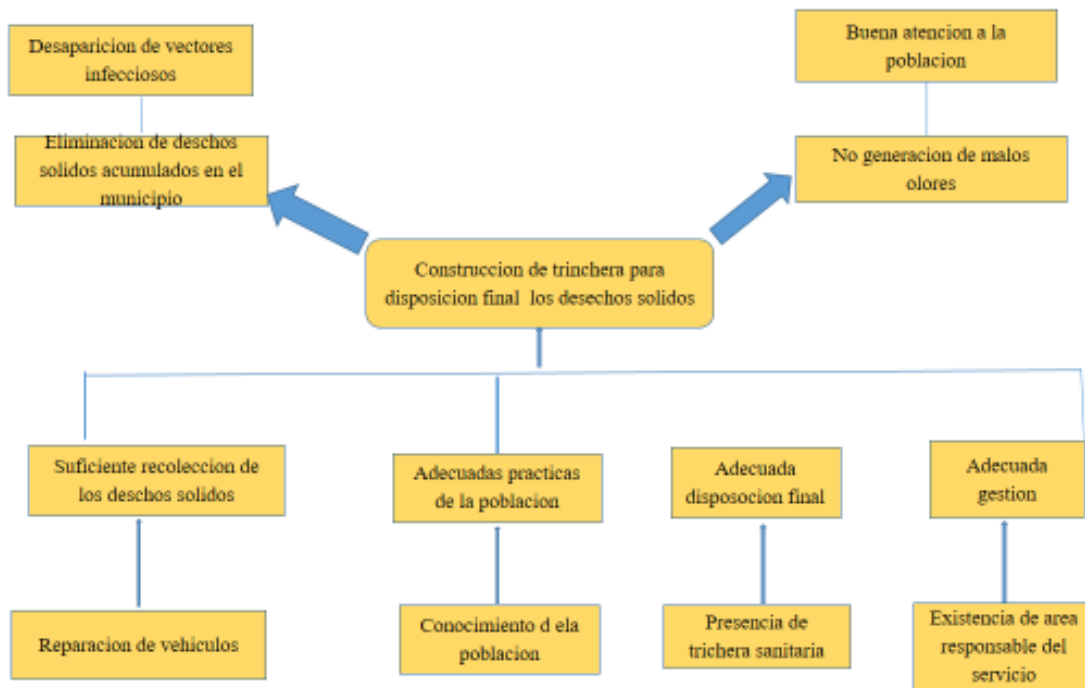 Desaparicion de vectores
infecciosos
Buena atencion a la
poblacion
Eliminacion de deschos
solidos acumulados en el
municipio
No generacion de malos
olores
Construccion de trinchera para
disposicion final los desechos solidos
Suficiente recoleccion de
los deschos solidos
Adecuadas practicas
de la poblacion
Adecuada
disposocion final
Adecuada
gestion
Reparacion de vehiculos
Conocimiento d ela
poblacion
Presencia de
trichera sanitaria
Existencia de area
responsable del
servicio